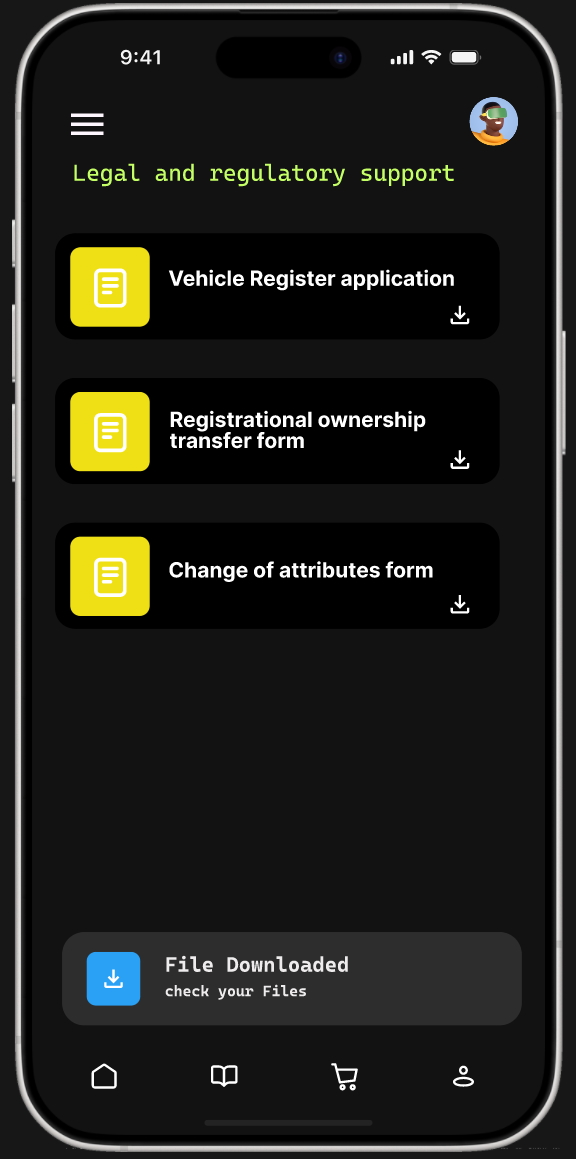 9:41
Legal and regulatory support
Vehicle Register application
Registrational ownership
transfer form
Change of attributes form
File Downloaded
check your Files